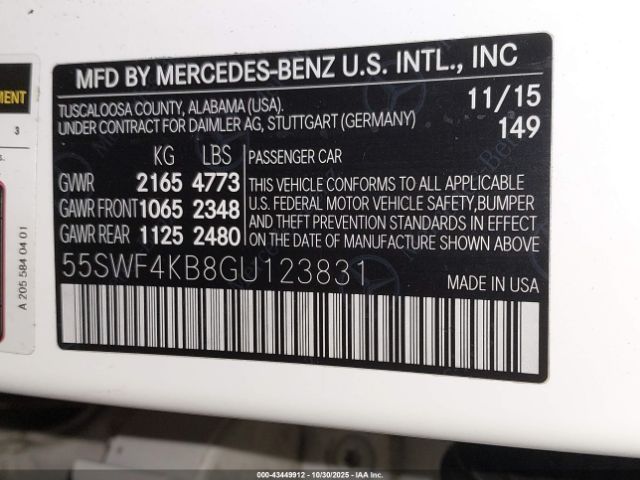 MFD BY MERCEDES-BENZ U.S. INTL., INC
TUSCALOOSA COUNTY, ALABAMA (USA). 11/15
UNDER CONTRACT FOR DAIMLER AG, STUTTGART (GERMANY) 149
KG LBS PASSENGER CAR
GVWR 2165 4773 THIS VEHICLE CONFORMS TO ALL APPLICABLE
GAWR FRONT 1065 2348 U.S. FEDERAL MOTOR VEHICLE SAFETY, BUMPER
AND THEFT PREVENTION STANDARDS IN EFFECT
GAWR REAR 1125 2480 ON THE DATE OF MANUFACTURE SHOWN ABOVE.
55SWF4KB8GU123831
MADE IN USA
3
A 205 584 04 01
000-43449912 - 10/30/2025 - IAA Inc.